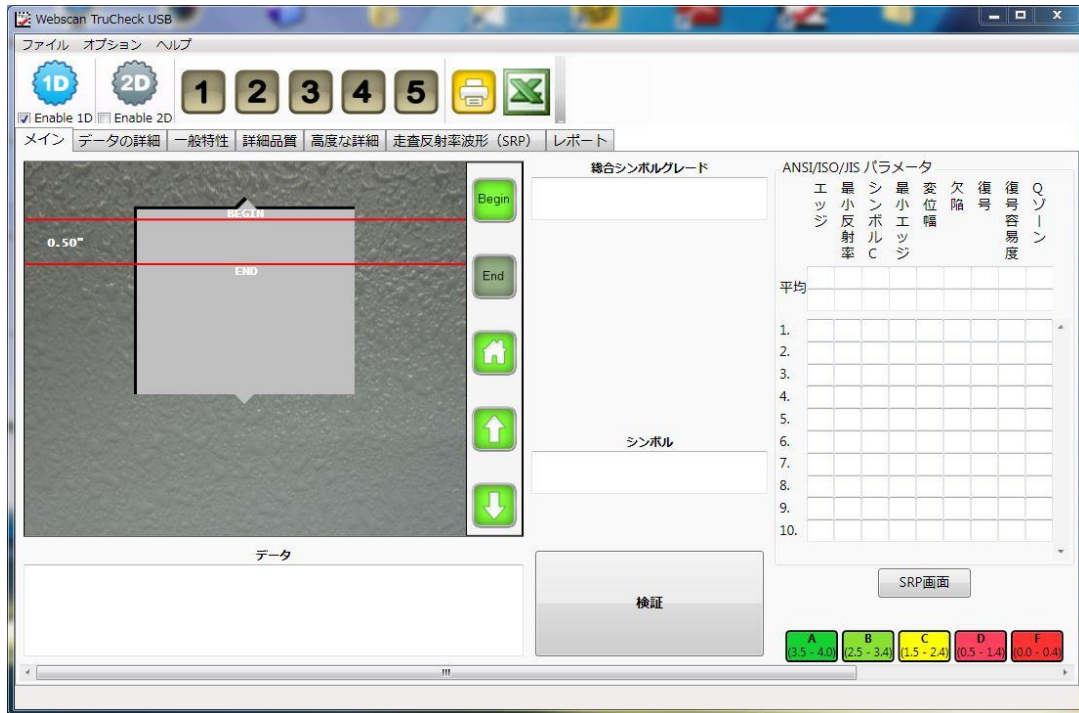 Webscan TruCheck USB
ファイル オプション ヘルプ
1D 2D 1 2 3 4 5
Enable 1D Enable 2D
メイン データの詳細 一般特性 詳細品質 高度な詳細 走査反射率波形（SRP） レポート
BEGIN
0.50"
END
Begin
End
総合シンボルグレード
シンボル
データ
検証
ANSI/ISO/JIS パラメータ
エッジ
最小反射率
シンボルC
最小エッジ
変位幅
欠陥
復号
復号容易度
Qゾーン
平均
1.
2.
3.
4.
5.
6.
7.
8.
9.
10.
SRP画面
A B C D F
(3.5 - 4.0) (2.5 - 3.4) (1.5 - 2.4) (0.5 - 1.4) (0.0 - 0.4)